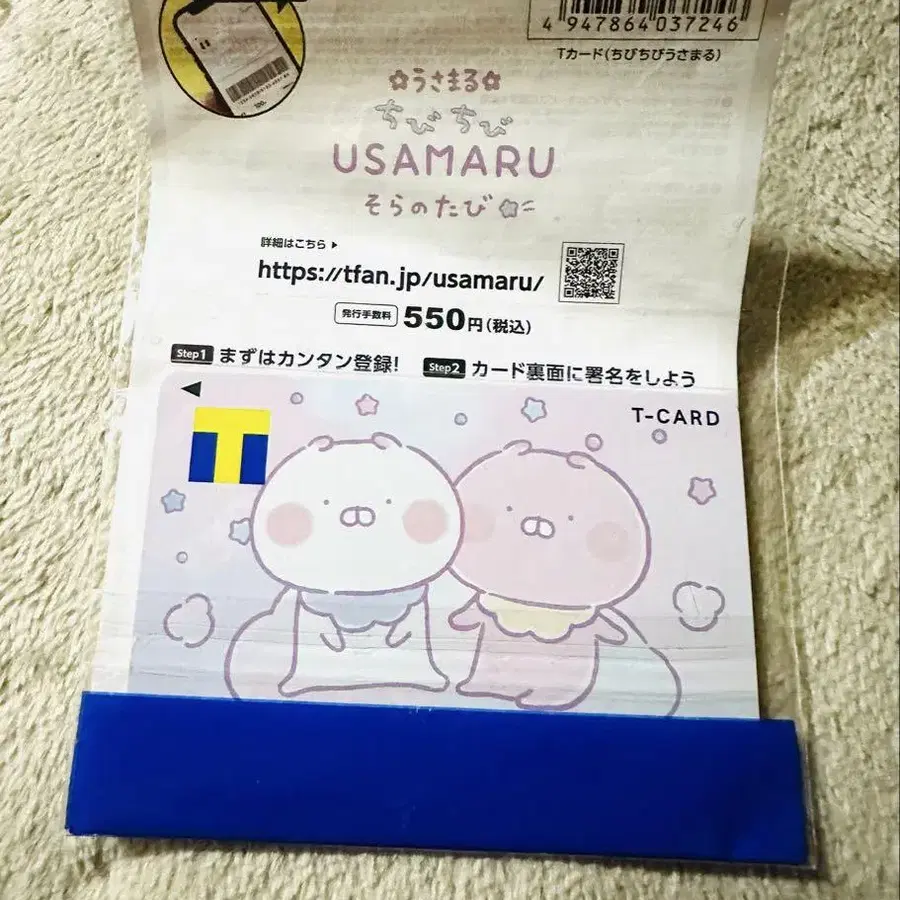 4 947864 037246
Tカード(ちびちびうさまる)
✿うさまる✿
ちびちび
USAMARU
そらのたび
詳細はこちら▶
https://tfan.jp/usamaru/
発行手数料 550円(税込)
Step1 まずはカンタン登録! Step2 カード裏面に署名をしよう
◀
T-CARD
T